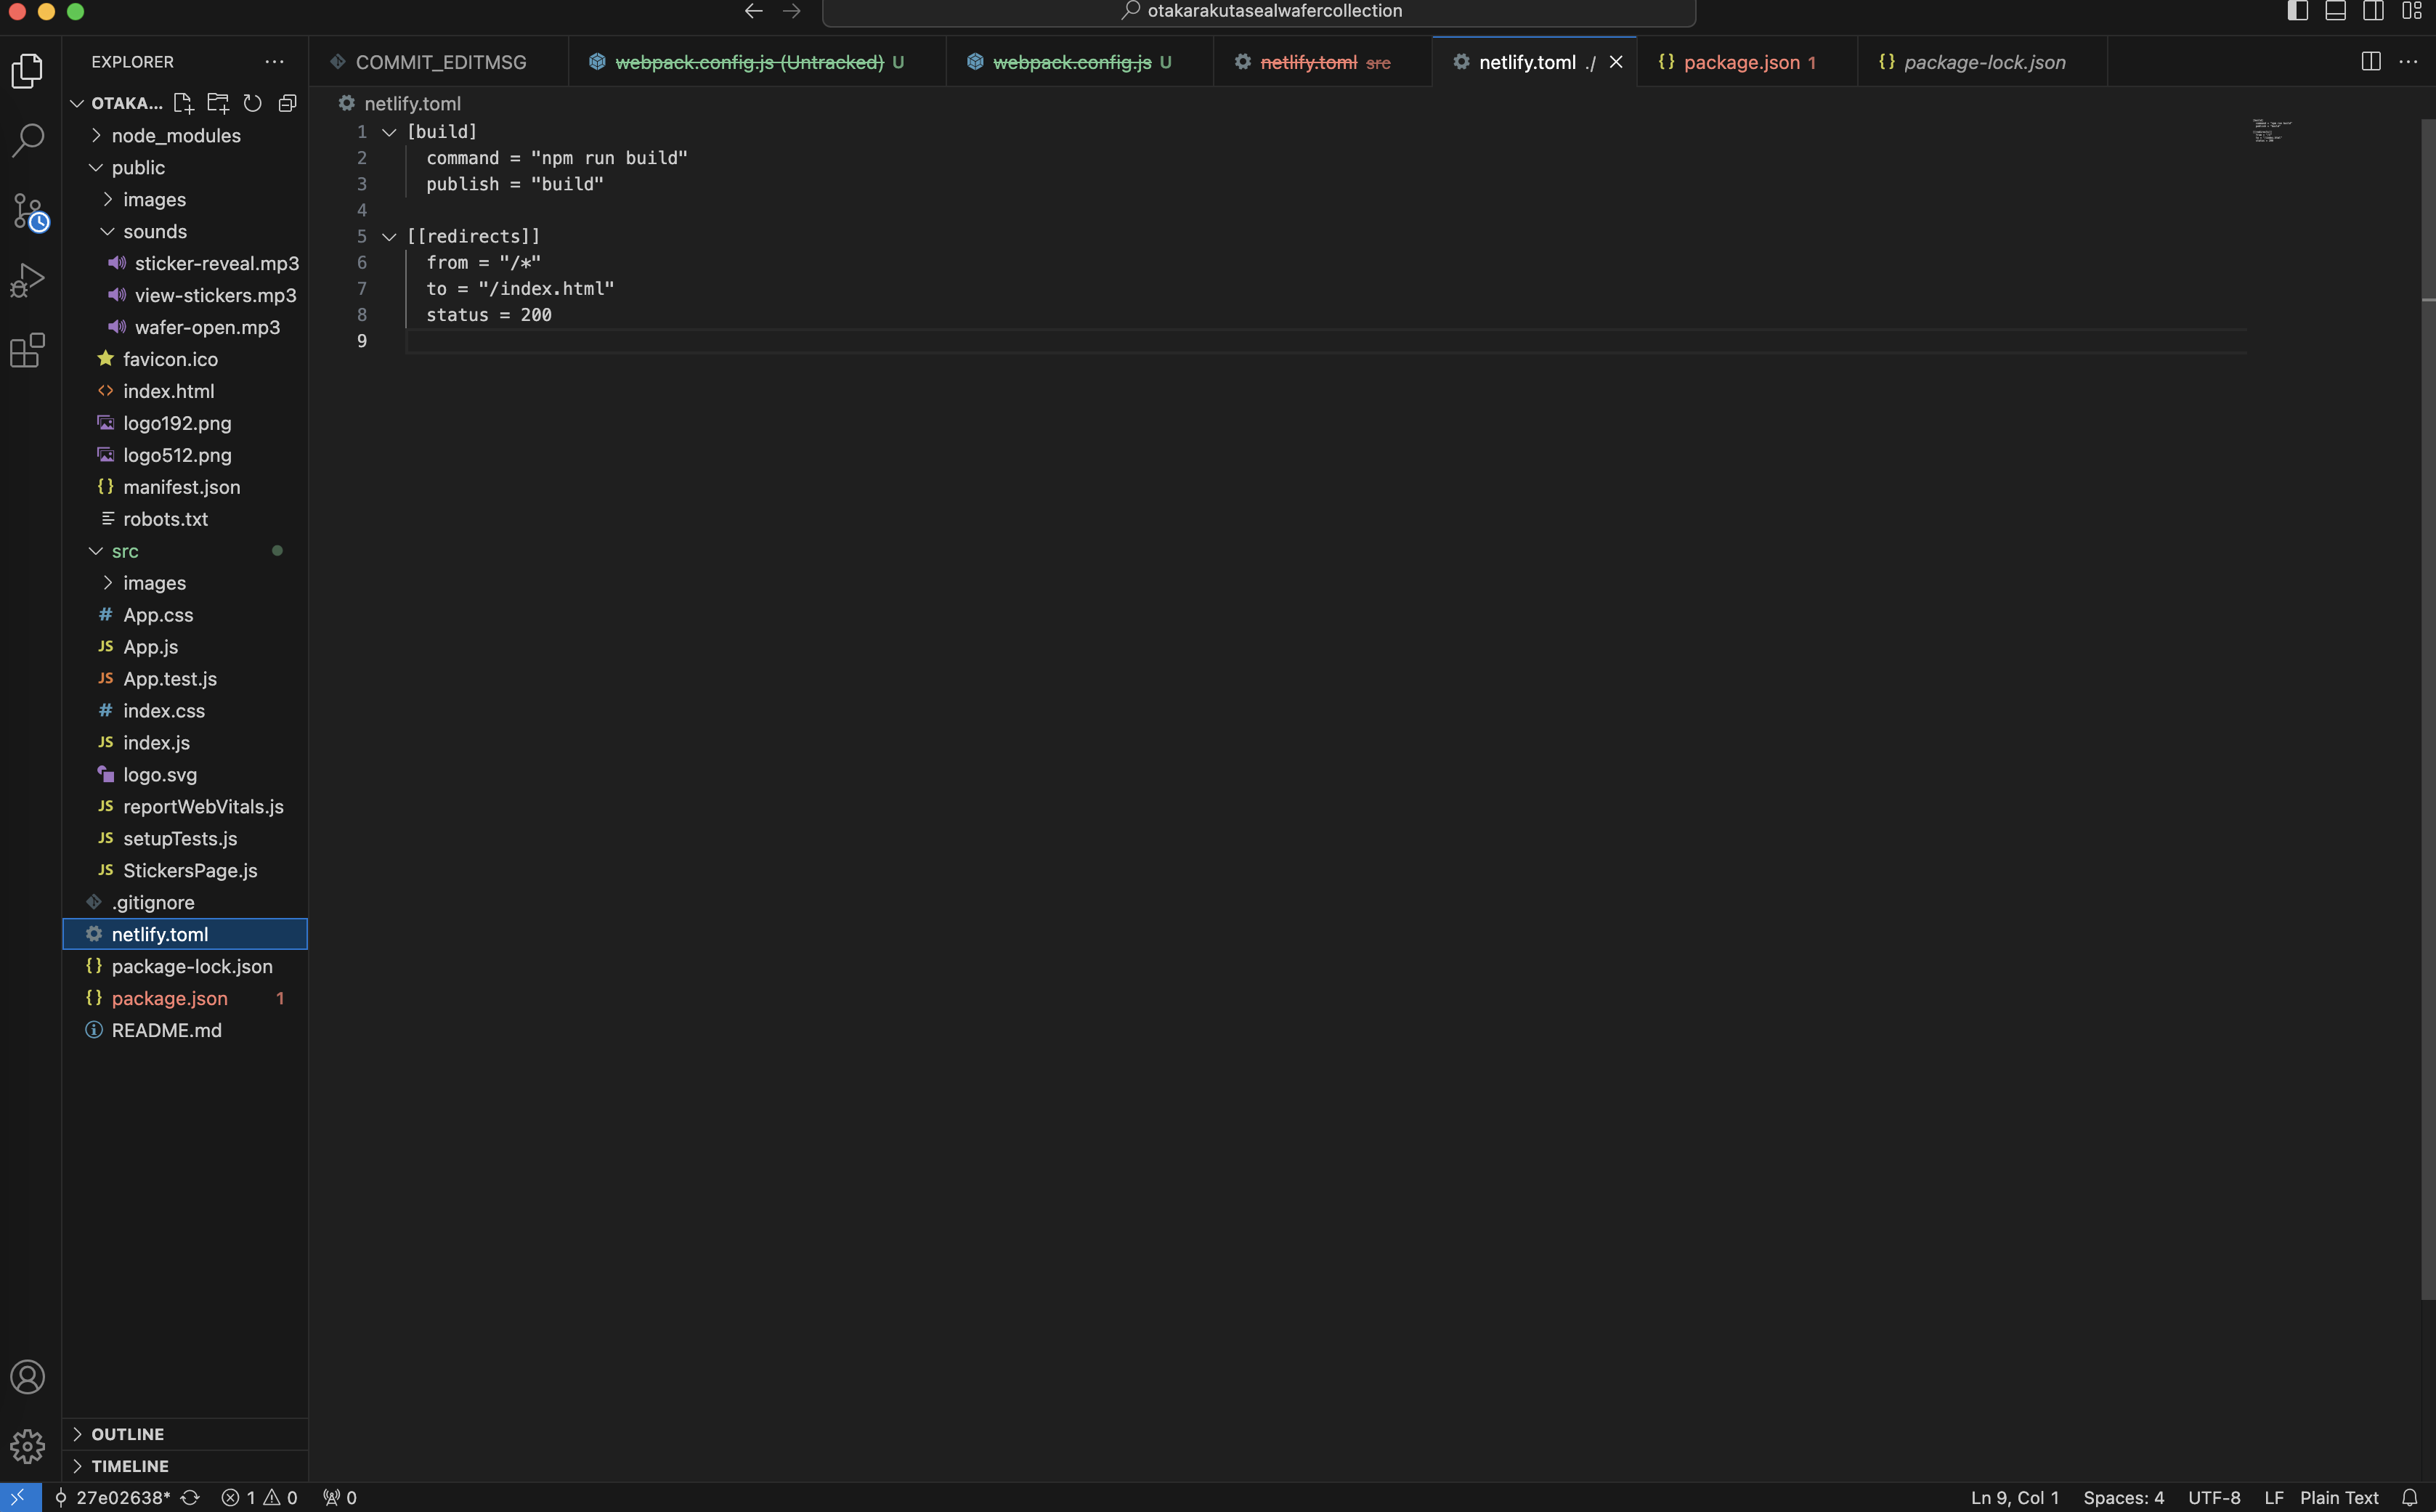 otakarakutasealwafercollection
EXPLORER
COMMIT_EDITMSG
webpack.config.js (Untracked) U
webpack.config.js U
netlify.toml src
netlify.toml ./
{} package.json 1
{} package-lock.json
OTAKA...
node_modules
public
images
sounds
sticker-reveal.mp3
view-stickers.mp3
wafer-open.mp3
favicon.ico
<> index.html
logo192.png
logo512.png
{} manifest.json
robots.txt
src
images
# App.css
JS App.js
JS App.test.js
# index.css
JS index.js
logo.svg
JS reportWebVitals.js
JS setupTests.js
JS StickersPage.js
.gitignore
netlify.toml
{} package-lock.json
{} package.json 1
README.md
OUTLINE
TIMELINE
netlify.toml
1 [build]
2 command = "npm run build"
3 publish = "build"
4
5 [[redirects]]
6 from = "/*"
7 to = "/index.html"
8 status = 200
9
27e02638* 1 0 0
Ln 9, Col 1 Spaces: 4 UTF-8 LF Plain Text